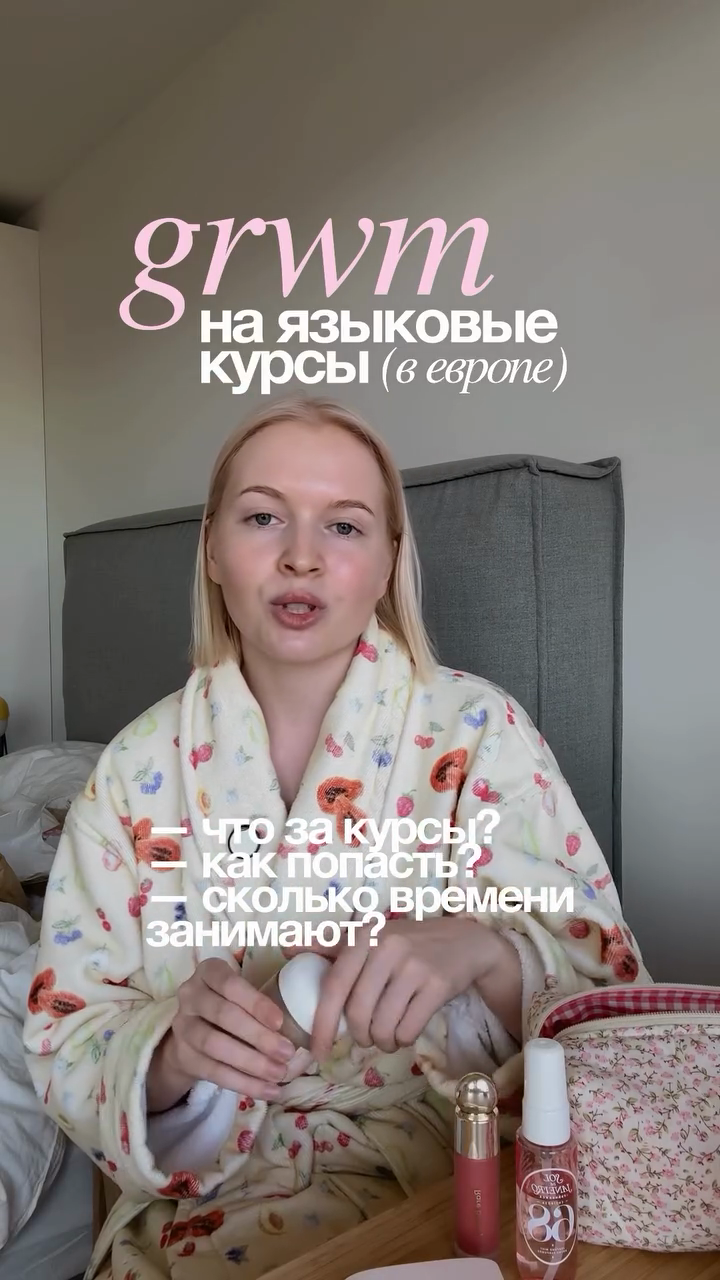 grwm
на языковые
курсы (в европе)
— что за курсы?
— как попасть?
— сколько времени
занимают?
SOL DE
JANEIRO
68